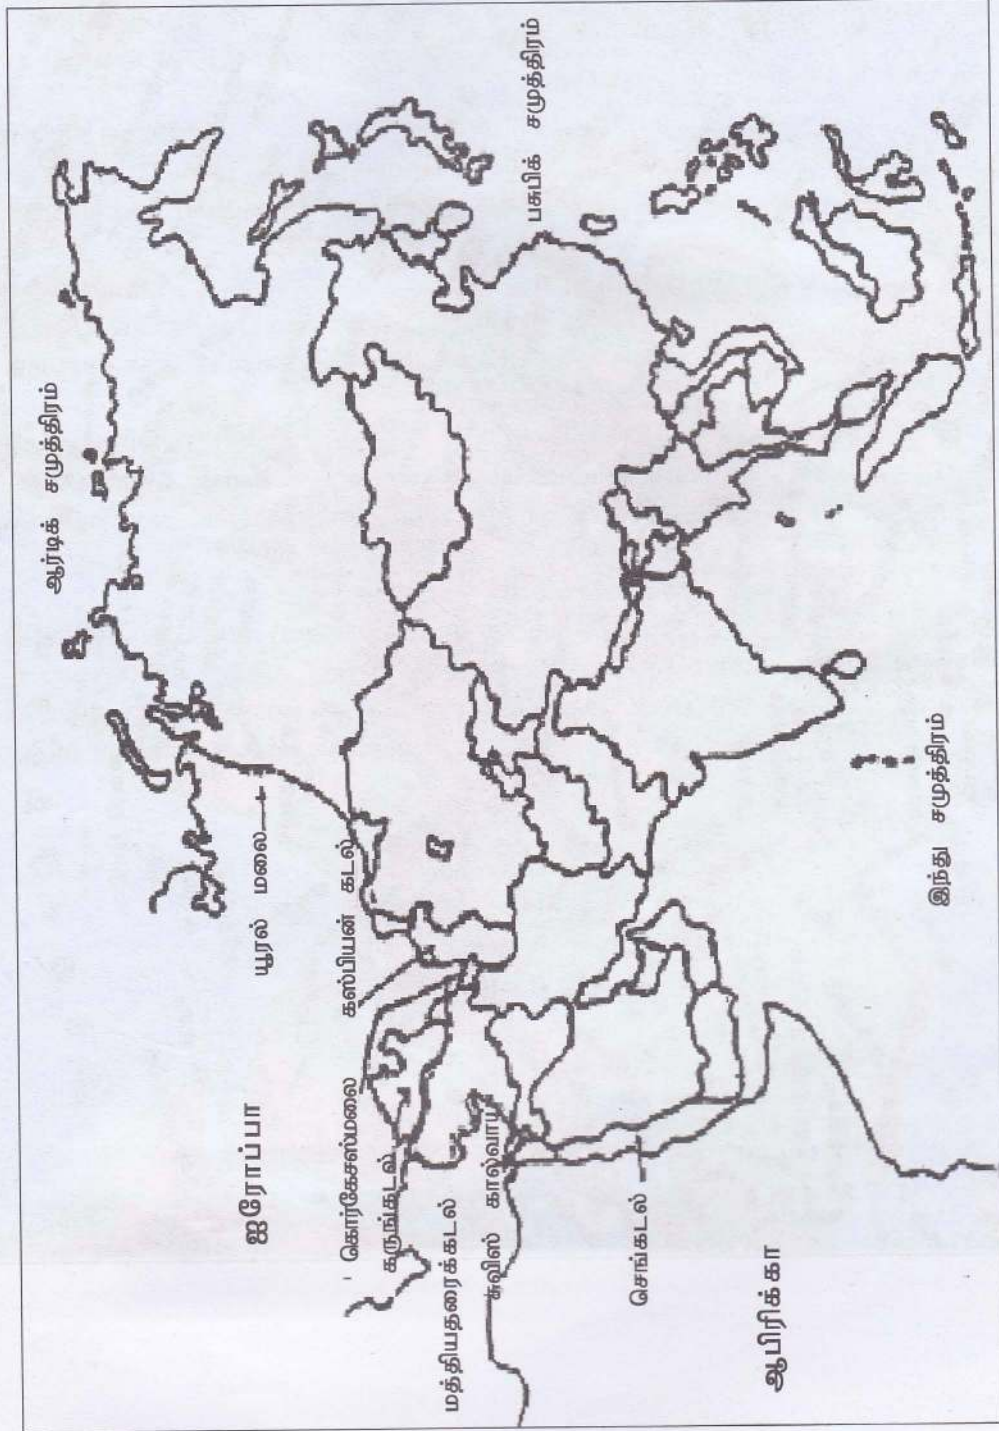 ஆர்டிக் சமுத்திரம்
பசுபிக் சமுத்திரம்
யூரல் மலை
ஐரோப்பா
கஸ்பியன் கடல்
கொர்கேசஸ்மலை
கருங்கடல்
மத்தியதரைக்கடல்
சுவிஸ் கால்வாய்
செங்கடல்
ஆபிரிக்கா
இந்து சமுத்திரம்